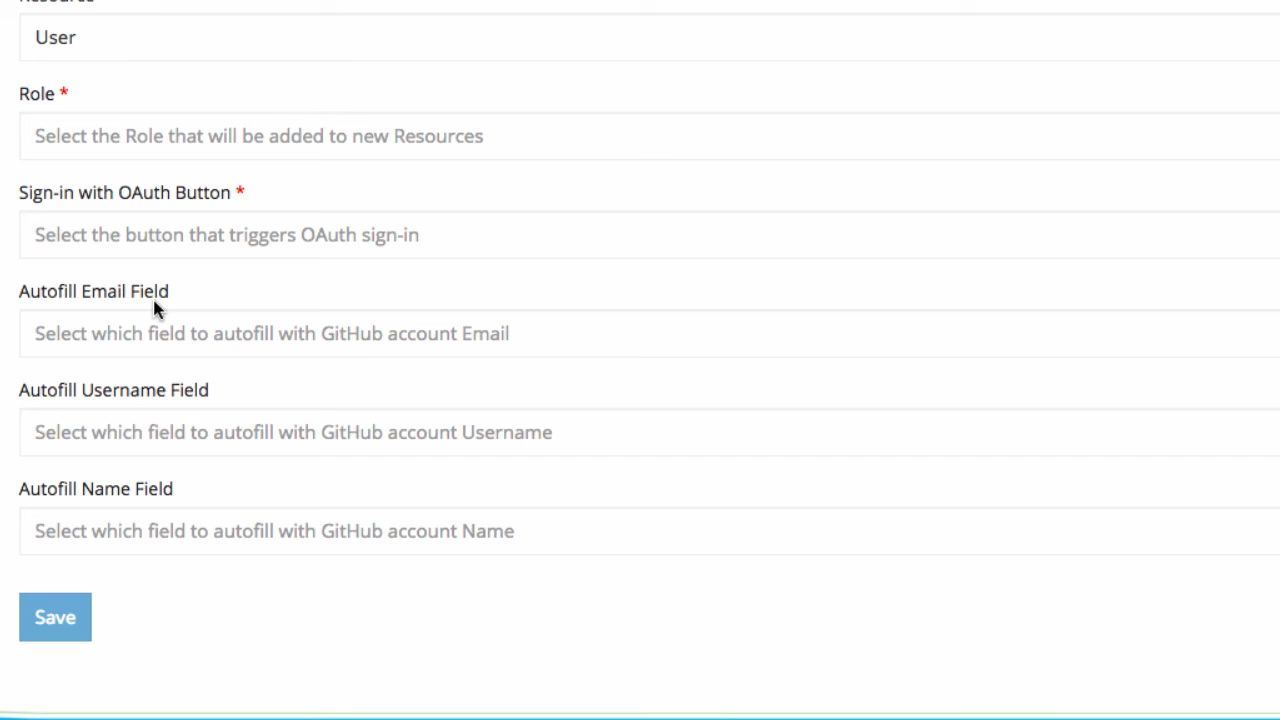 Resource
User
Role *
Select the Role that will be added to new Resources
Sign-in with OAuth Button *
Select the button that triggers OAuth sign-in
Autofill Email Field
Select which field to autofill with GitHub account Email
Autofill Username Field
Select which field to autofill with GitHub account Username
Autofill Name Field
Select which field to autofill with GitHub account Name
Save